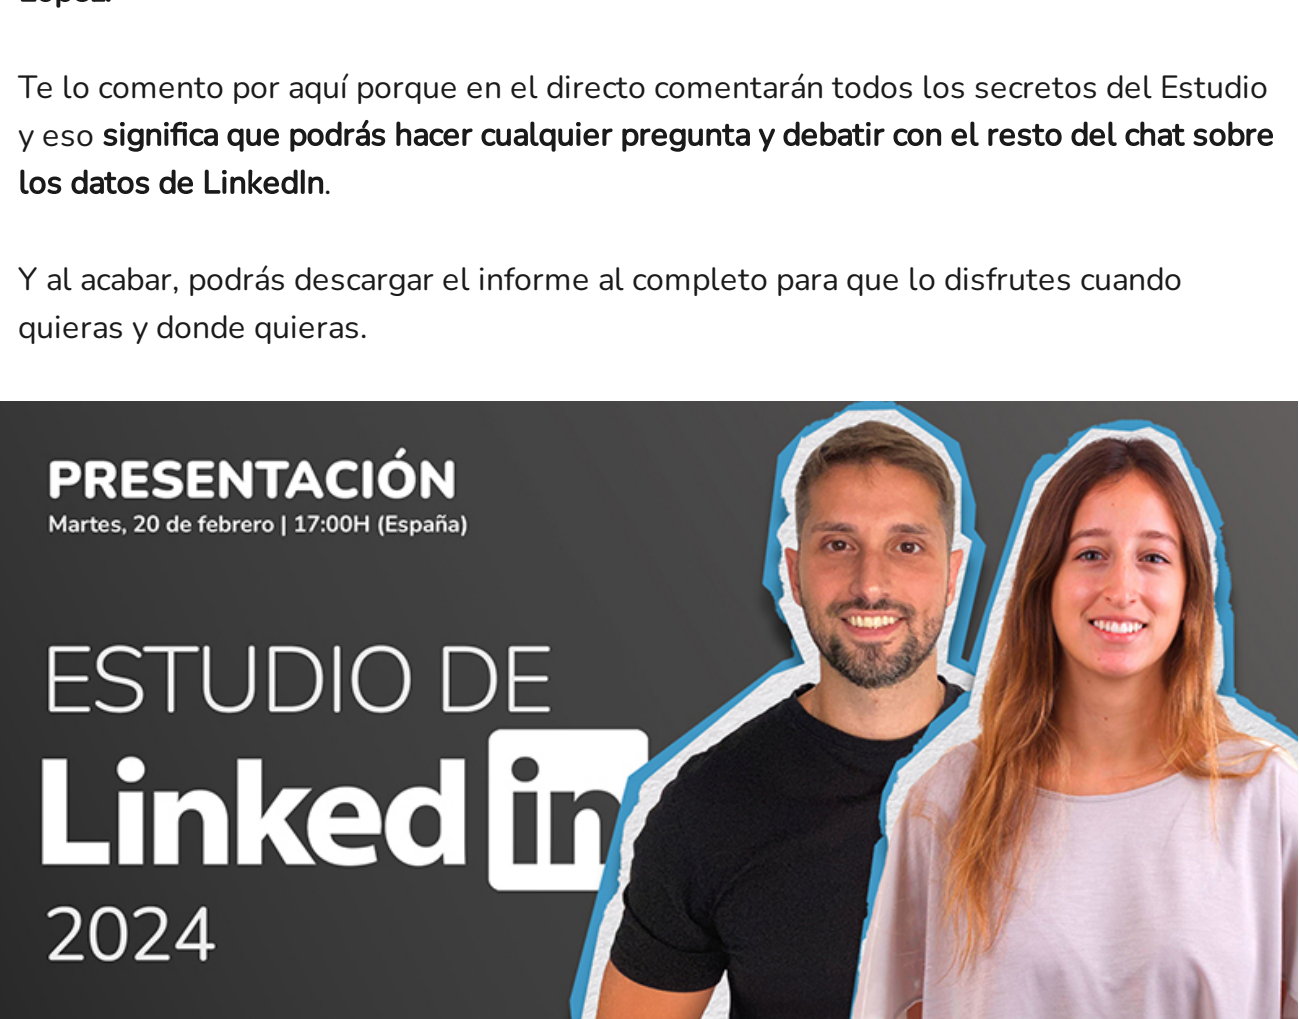 López.
Te lo comento por aquí porque en el directo comentarán todos los secretos del Estudio
y eso significa que podrás hacer cualquier pregunta y debatir con el resto del chat sobre
los datos de LinkedIn.
Y al acabar, podrás descargar el informe al completo para que lo disfrutes cuando
quieras y donde quieras.
PRESENTACIÓN
Martes, 20 de febrero | 17:00H (España)
ESTUDIO DE
Linked in
2024